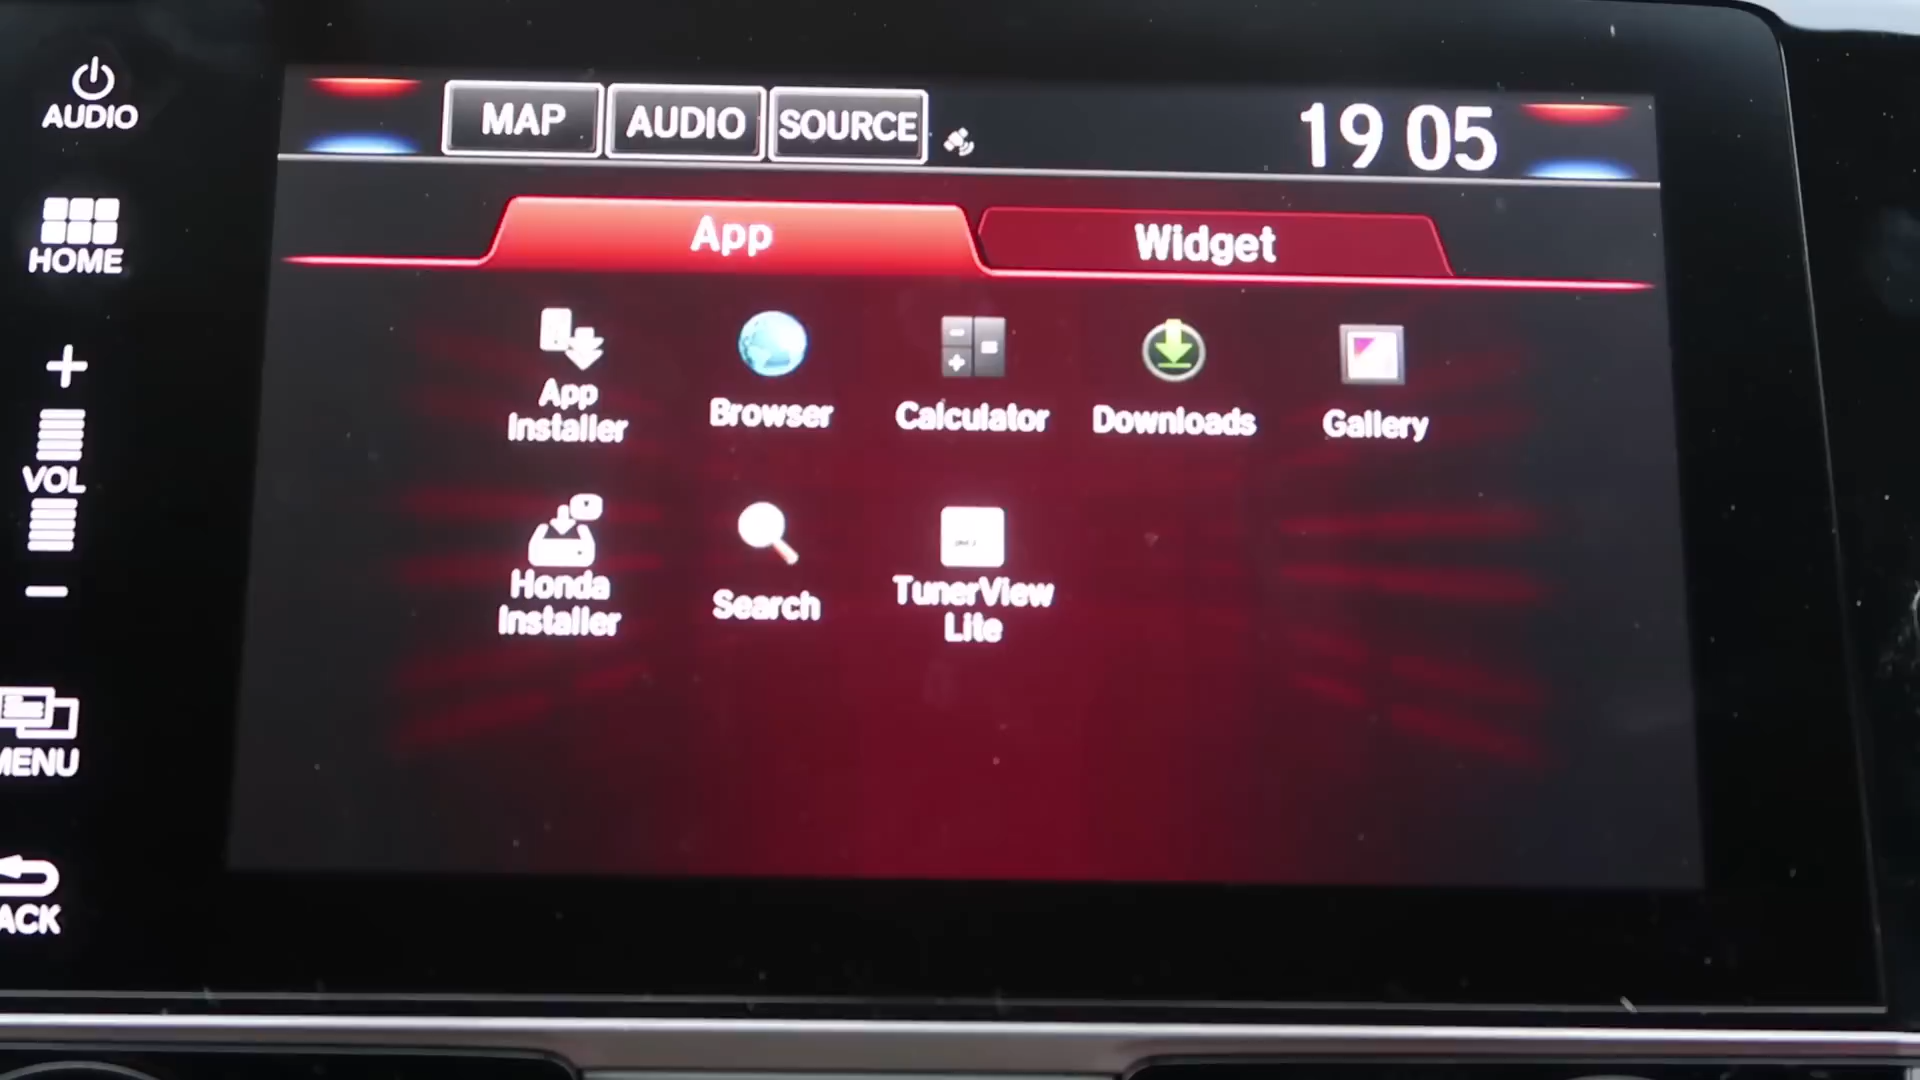 AUDIO
HOME
VOL
MENU
ACK
MAP AUDIO SOURCE 19 05
App Widget
App
Installer
Browser
Calculator
Downloads
Gallery
Honda
Installer
Search
TunerView
Lite